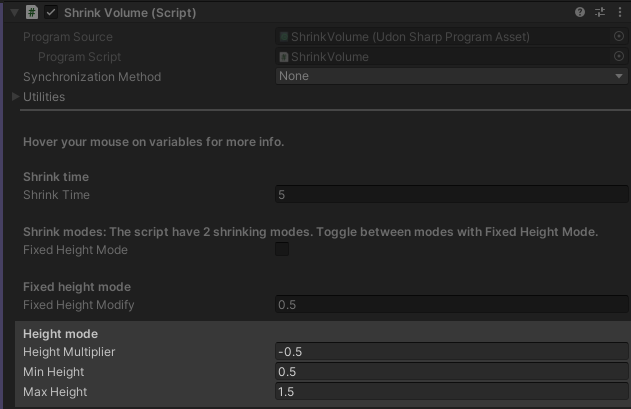 Shrink Volume (Script)
Program Source ShrinkVolume (Udon Sharp Program Asset)
Program Script ShrinkVolume
Synchronization Method None
Utilities
Hover your mouse on variables for more info.
Shrink time
Shrink Time 5
Shrink modes: The script have 2 shrinking modes. Toggle between modes with Fixed Height Mode.
Fixed Height Mode
Fixed height mode
Fixed Height Modify 0.5
Height mode
Height Multiplier -0.5
Min Height 0.5
Max Height 1.5